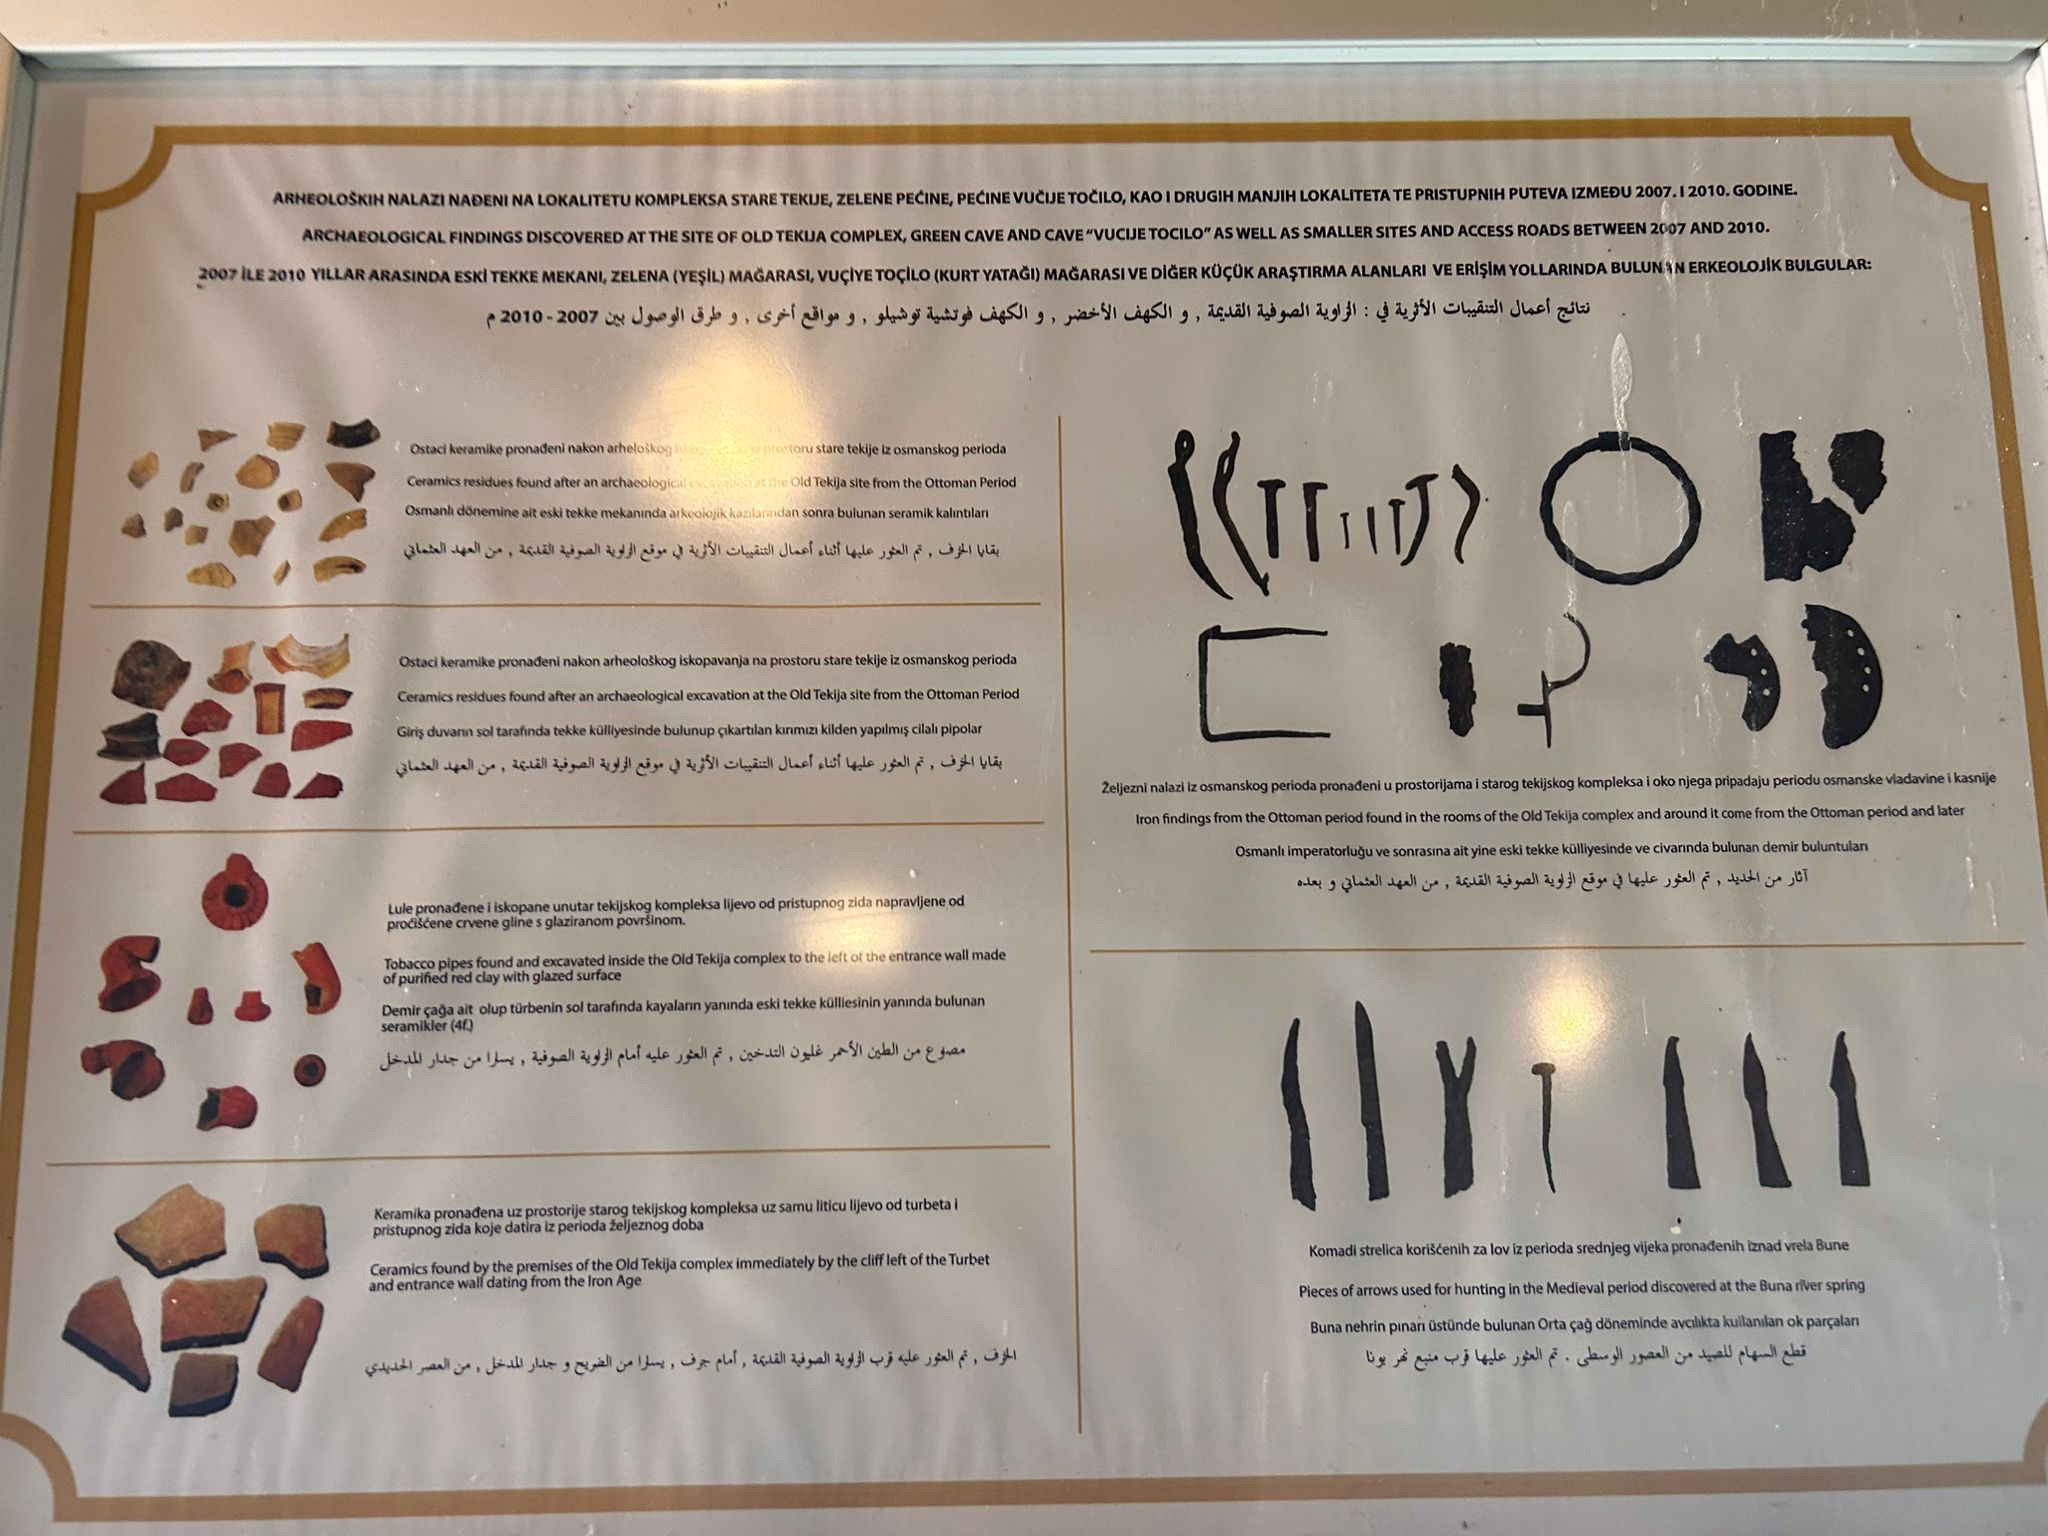 ARHEOLOŠKIH NALAZI NAĐENI NA LOKALITETU KOMPLEKSA STARE TEKIJE, ZELENE PEĆINE, PEĆINE VUČIJE TOČILO, KAO I DRUGIH MANJIH LOKALITETA TE PRISTUPNIH PUTEVA IZMEĐU 2007. I 2010. GODINE.
ARCHAEOLOGICAL FINDINGS DISCOVERED AT THE SITE OF OLD TEKIJA COMPLEX, GREEN CAVE AND CAVE “VUCIJE TOCILO” AS WELL AS SMALLER SITES AND ACCESS ROADS BETWEEN 2007 AND 2010.
2007 İLE 2010 YILLAR ARASINDA ESKİ TEKKE MEKANI, ZELENA (YEŞİL) MAĞARASI, VUÇİYE TOÇİLO (KURT YATAĞI) MAĞARASI VE DİĞER KÜÇÜK ARAŞTIRMA ALANLARI VE ERİŞİM YOLLARINDA BULUNAN ERKEOLOJİK BULGULAR:
نتائج أعمال التنقيبات الأثرية في : الزاوية الصوفية القديمة , و الكهف الأخضر , و الكهف فوتشية توشيلو , و مواقع أخرى , و طرق الوصول بين 2007 - 2010 م
Ostaci keramike pronađeni nakon arheloškog prostoru stare tekije iz osmanskog perioda
Ceramics residues found after an archaeological excavation at the Old Tekija site from the Ottoman Period
Osmanlı dönemine ait eski tekke mekanında arkeolojik kazılarından sonra bulunan seramik kalıntıları
بقايا الخزف , تم العثور عليها أثناء أعمال التنقيبات الأثرية في موقع الزاوية الصوفية القديمة , من العهد العثماني
Ostaci keramike pronađeni nakon arheološkog iskopavanja na prostoru stare tekije iz osmanskog perioda
Ceramics residues found after an archaeological excavation at the Old Tekija site from the Ottoman Period
Giriş duvarın sol tarafında tekke külliyesinde bulunup çıkartılan kırımızı kilden yapılmış cilalı pipolar
بقايا الخزف , تم العثور عليها أثناء أعمال التنقيبات الأثرية في موقع الزاوية الصوفية القديمة , من العهد العثماني
Lule pronađene i iskopane unutar tekijskog kompleksa lijevo od pristupnog zida napravljene od
pročišćene crvene gline s glaziranom površinom.
Tobacco pipes found and excavated inside the Old Tekija complex to the left of the entrance wall made
of purified red clay with glazed surface
Demir çağa ait olup türbenin sol tarafında kayaların yanında eski tekke külliesinin yanında bulunan
seramikler (4f.)
مصنوع من الطين الأحمر غليون التدخين , تم العثور عليه أمام الزاوية الصوفية , يسارا من جدار المدخل
Keramika pronađena uz prostorije starog tekijskog kompleksa uz samu liticu lijevo od turbeta i
pristupnog zida koje datira iz perioda željeznog doba
Ceramics found by the premises of the Old Tekija complex immediately by the cliff left of the Turbet
and entrance wall dating from the Iron Age
الخزف , تم العثور عليه قرب الزاوية الصوفية القديمة , أمام جرف , يسارا من الضريح و جدار المدخل , من العصر الحديدي
Željezni nalazi iz osmanskog perioda pronađeni u prostorijama i starog tekijskog kompleksa i oko njega pripadaju periodu osmanske vladavine i kasnije
Iron findings from the Ottoman period found in the rooms of the Old Tekija complex and around it come from the Ottoman period and later
Osmanlı imperatorluğu ve sonrasına ait yine eski tekke külliyesinde ve civarında bulunan demir buluntuları
آثار من الحديد , تم العثور عليها في موقع الزاوية الصوفية القديمة , من العهد العثماني و بعده
Komadi strelica korišćenih za lov iz perioda srednjeg vijeka pronađenih iznad vrela Bune
Pieces of arrows used for hunting in the Medieval period discovered at the Buna river spring
Buna nehrin pınarı üstünde bulunan Orta çağ döneminde avcılıkta kullanılan ok parçaları
قطع السهام للصيد من العصور الوسطى . تم العثور عليها قرب منبع نهر بونا